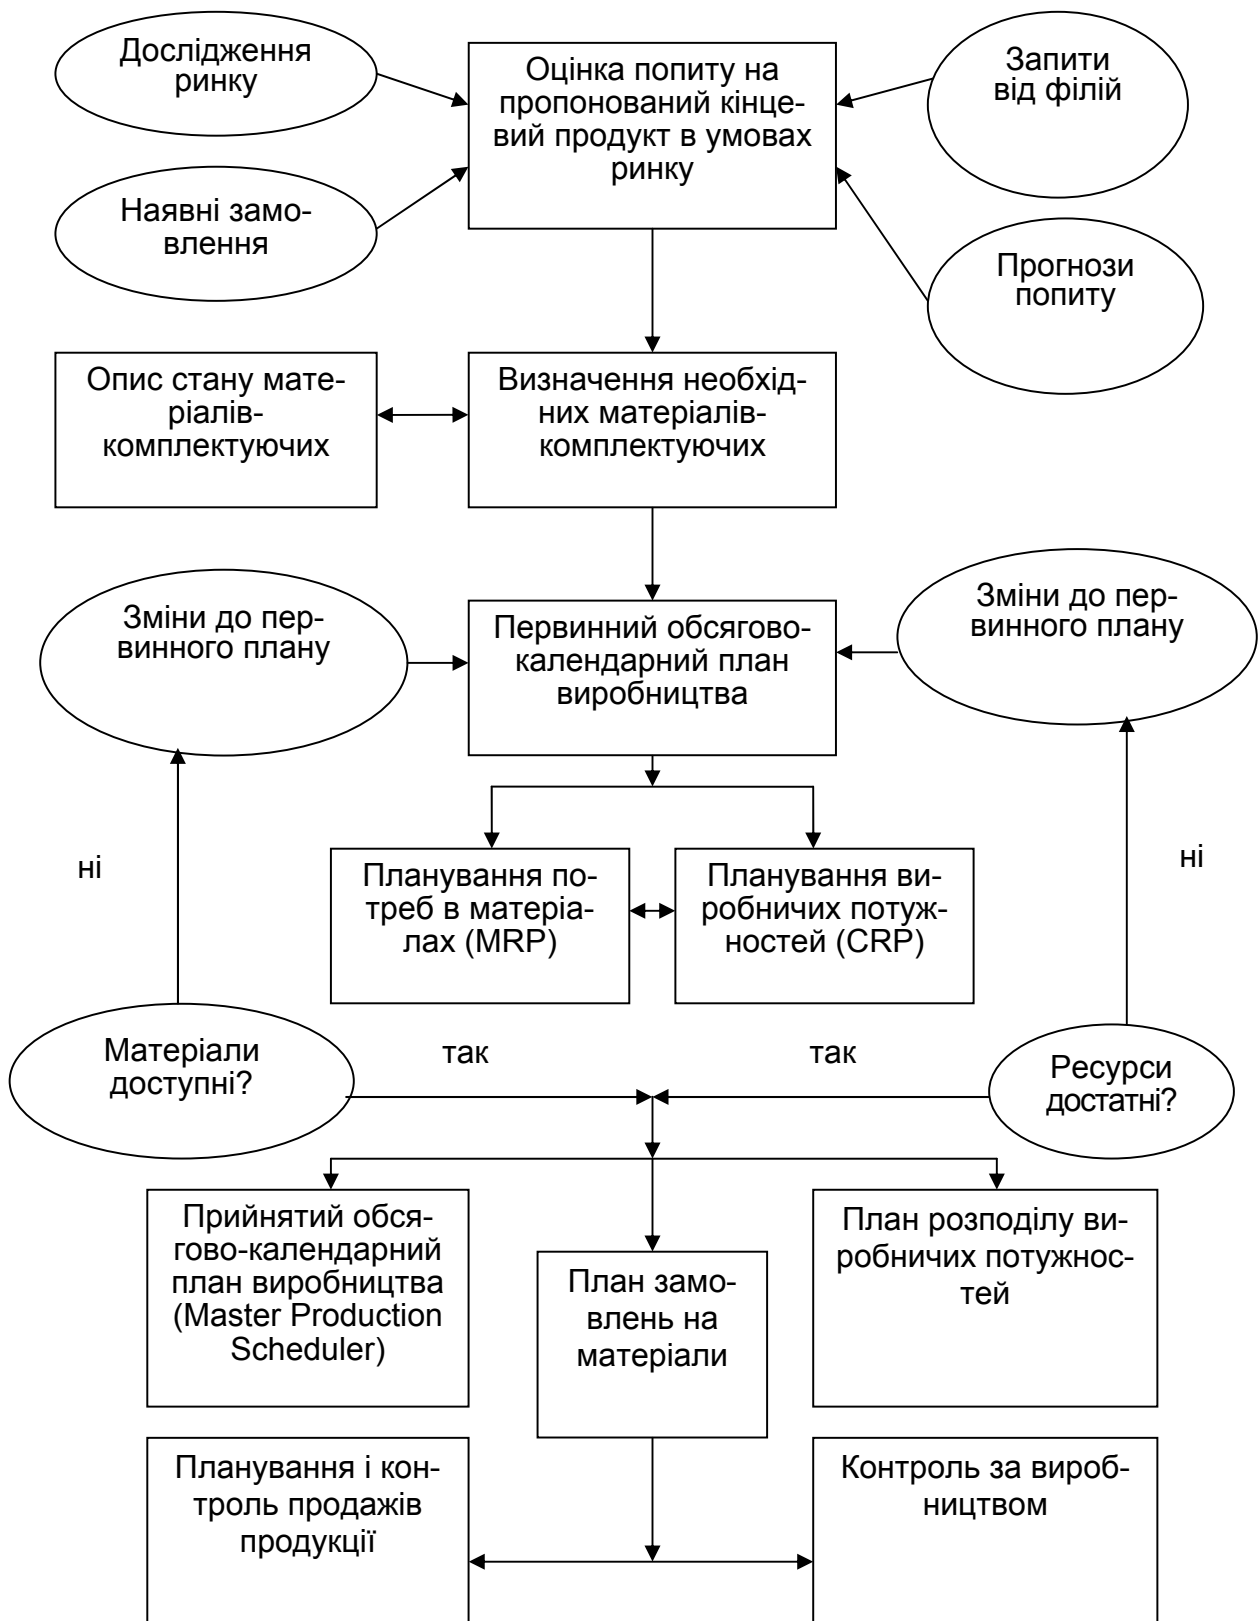 Дослідження
ринку
Оцінка попиту на
пропонований кінце-
вий продукт в умовах
ринку
Запити
від філій
Наявні замо-
влення
Прогнози
попиту
Опис стану мате-
ріалів-
комплектуючих
Визначення необхід-
них матеріалів-
комплектуючих
Зміни до пер-
винного плану
Первинний обсягово-
календарний план
виробництва
Зміни до пер-
винного плану
ні
Планування по-
треб в матеріа-
лах (MRP)
Планування ви-
робничих потуж-
ностей (CRP)
ні
Матеріали
доступні?
так
так
Ресурси
достатні?
Прийнятий обся-
гово-календарний
план виробництва
(Master Production
Scheduler)
План замо-
влень на
матеріали
План розподілу ви-
робничих потужнос-
тей
Планування і кон-
троль продажів
продукції
Контроль за вироб-
ництвом